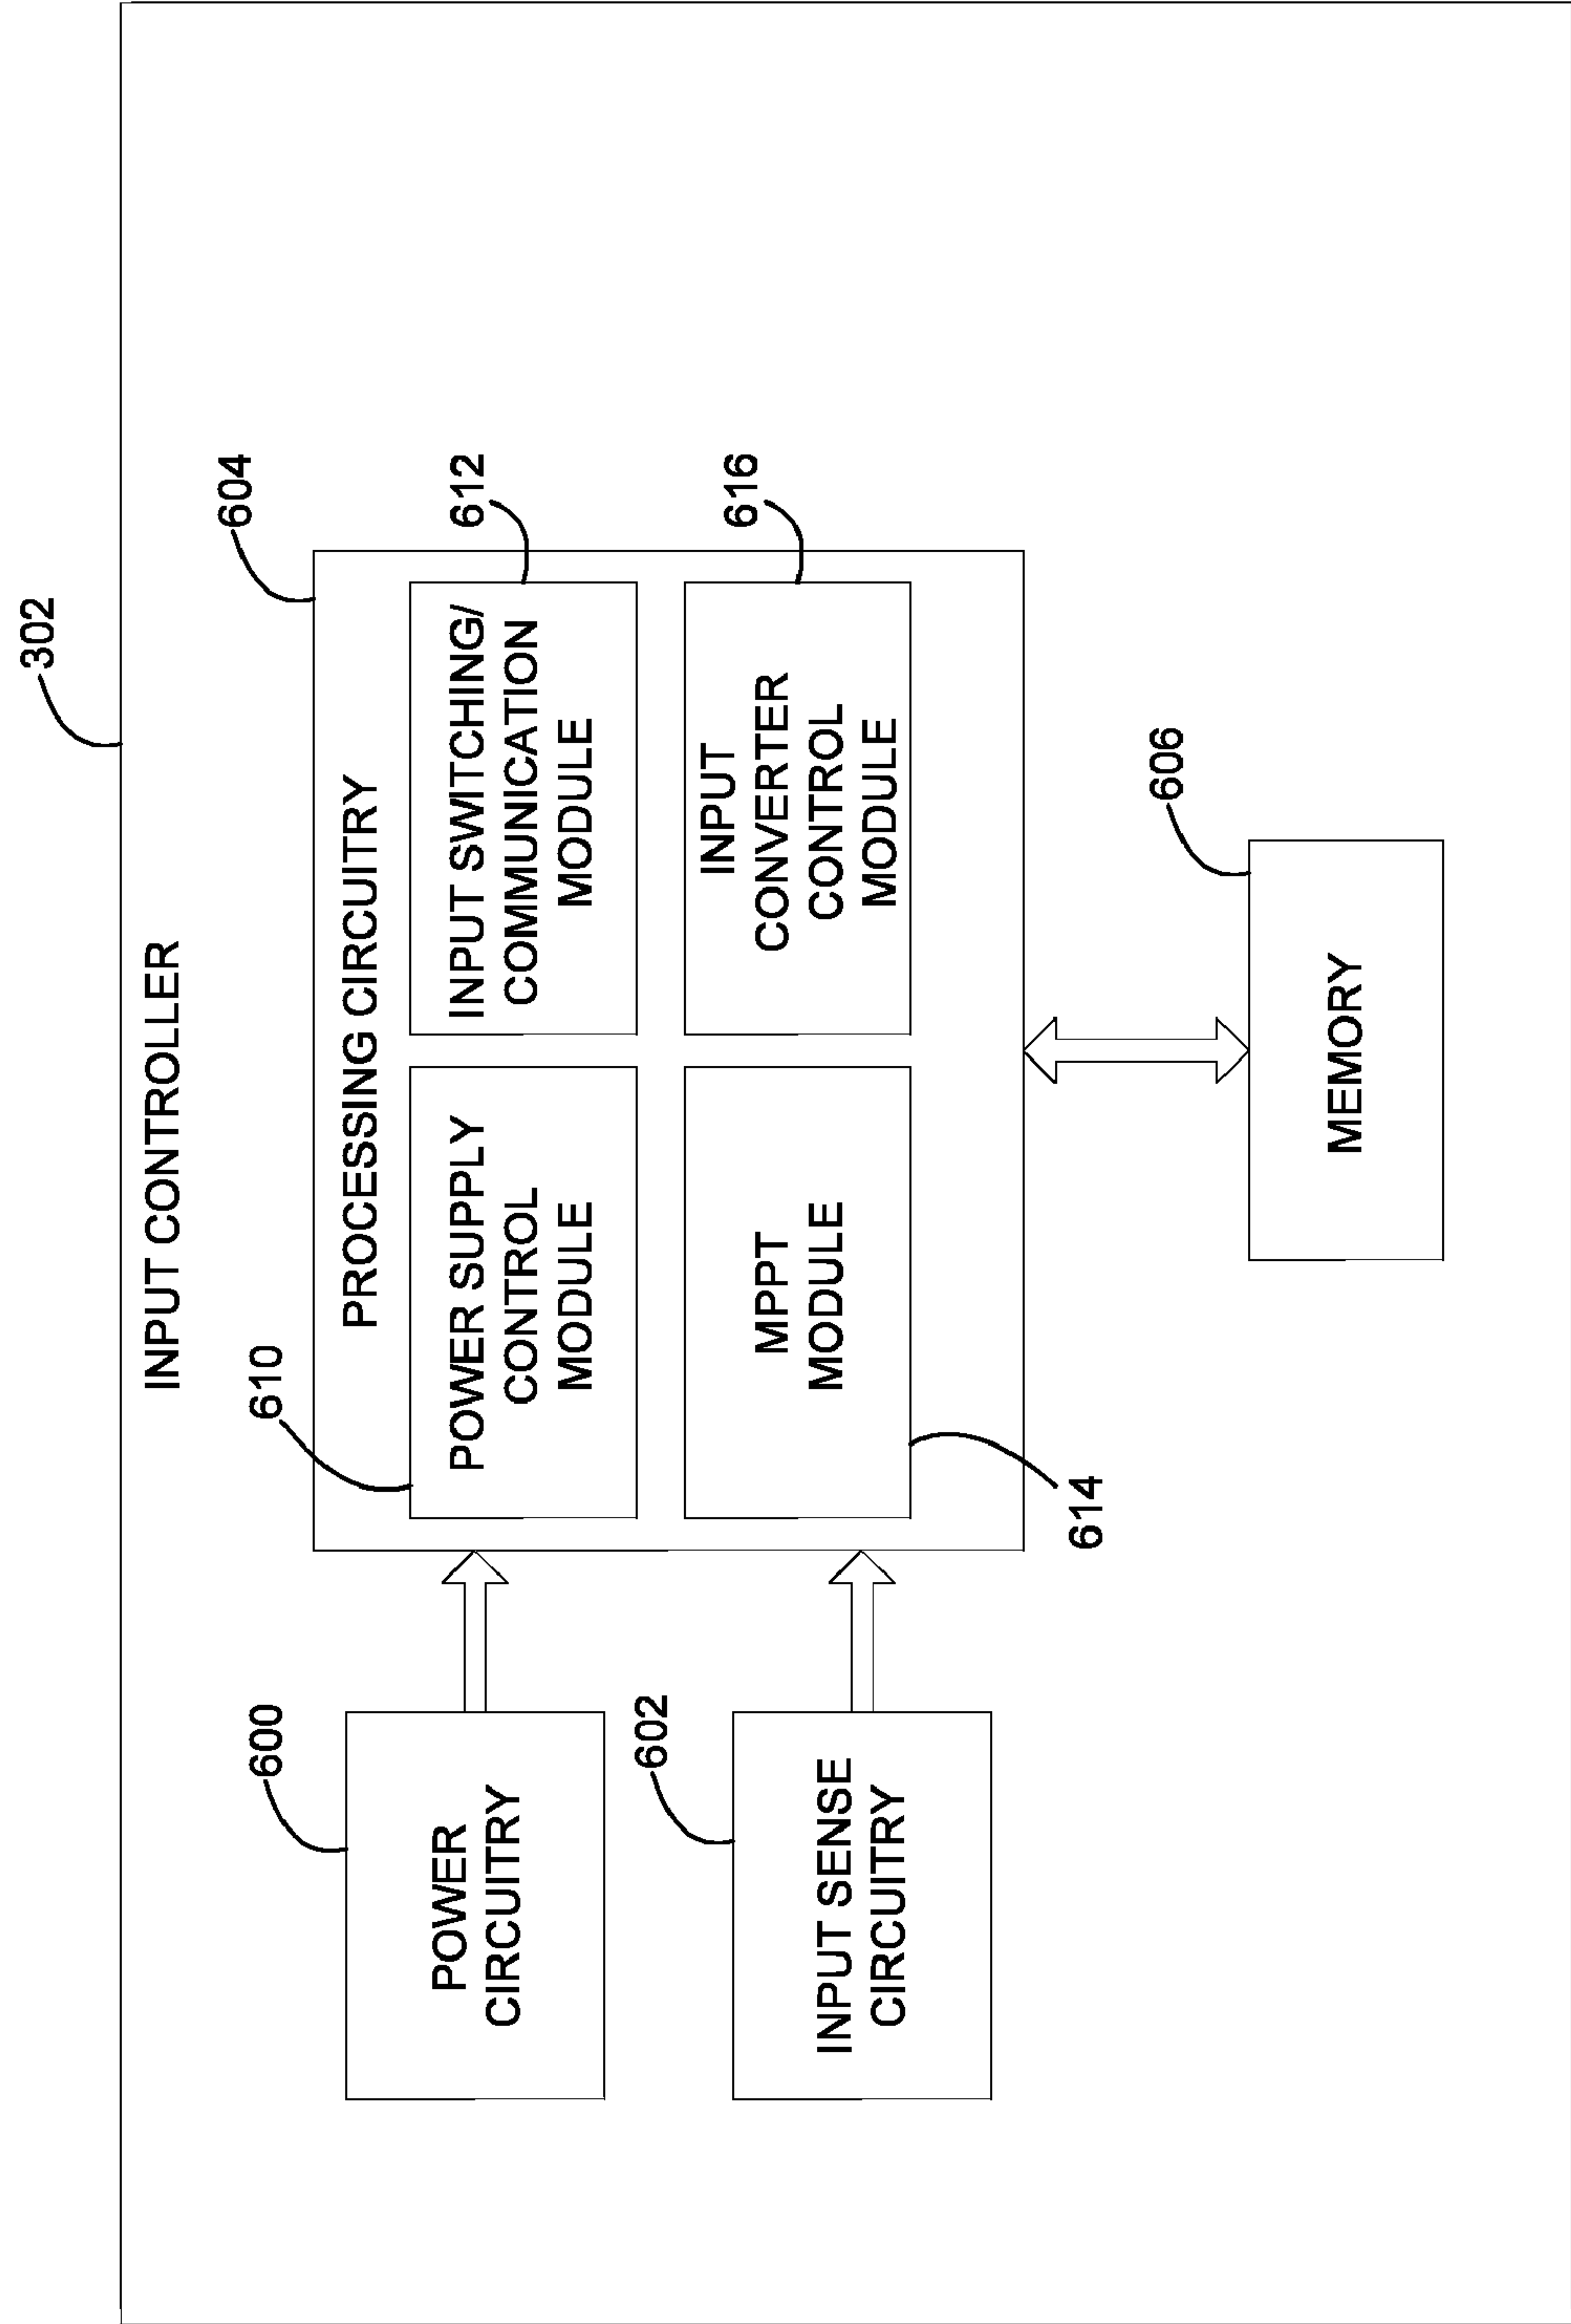 302
INPUT CONTROLLER
604
PROCESSING CIRCUITRY
610
POWER SUPPLY
CONTROL
MODULE
612
INPUT SWITCHING/
COMMUNICATION
MODULE
600
POWER
CIRCUITRY
602
INPUT SENSE
CIRCUITRY
MPPT
MODULE
614
INPUT
CONVERTER
CONTROL
MODULE
616
606
MEMORY